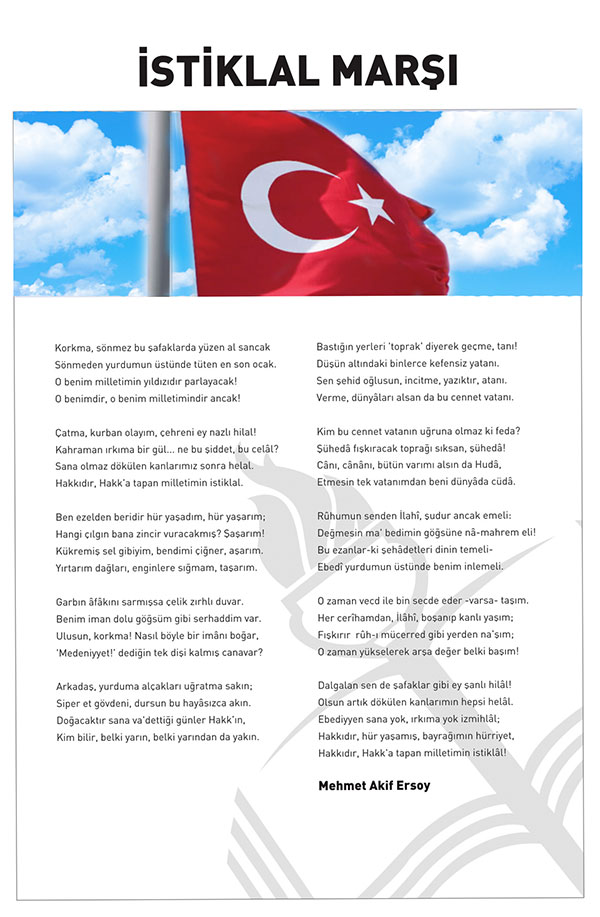 İSTİKLAL MARŞI
Korkma, sönmez bu şafaklarda yüzen al sancak
Sönmeden yurdumun üstünde tüten en son ocak.
O benim milletimin yıldızıdır parlayacak!
O benimdir, o benim milletimindir ancak!
Çatma, kurban olayım, çehreni ey nazlı hilal!
Kahraman ırkıma bir gül... ne bu şiddet, bu celâl?
Sana olmaz dökülen kanlarımız sonra helal.
Hakkıdır, Hakk'a tapan milletimin istiklal.
Ben ezelden beridir hür yaşadım, hür yaşarım;
Hangi çılgın bana zincir vuracakmış? Şaşarım!
Kükremiş sel gibiyim, bendimi çiğner, aşarım.
Yırtarım dağları, enginlere sığmam, taşarım.
Garbın âfâkını sarmışsa çelik zırhlı duvar.
Benim iman dolu göğsüm gibi serhaddim var.
Ulusun, korkma! Nasıl böyle bir imânı boğar,
'Medeniyyet!' dediğin tek dişi kalmış canavar?
Arkadaş, yurduma alçakları uğratma sakın;
Siper et gövdeni, dursun bu hayâsızca akın.
Doğacaktır sana va'dettiği günler Hakk'ın,
Kim bilir, belki yarın, belki yarından da yakın.
Bastığın yerleri 'toprak' diyerek geçme, tanı!
Düşün altındaki binlerce kefensiz yatanı.
Sen şehid oğlusun, incitme, yazıktır, atanı.
Verme, dünyâları alsan da bu cennet vatanı.
Kim bu cennet vatanın uğruna olmaz ki feda?
Şühedâ fışkıracak toprağı sıksan, şühedâ!
Cânı, cânânı, bütün varımı alsın da Hudâ,
Etmesin tek vatanımdan beni dünyâda cüdâ.
Rûhumun senden İlahî, şudur ancak emeli:
Değmesin ma' bedimin göğsüne nâ-mahrem eli!
Bu ezanlar-ki şehâdetleri dinin temeli-
Ebedî yurdumun üstünde benim inlemeli.
O zaman vecd ile bin secde eder -varsa- taşım.
Her cerîhamdan, İlâhî, boşanıp kanlı yaşım;
Fışkırır rûh-ı mücerred gibi yerden na'şım;
O zaman yükselerek arşa değer belki başım!
Dalgalan sen de şafaklar gibi ey şanlı hilâl!
Olsun artık dökülen kanlarımın hepsi helâl.
Ebediyyen sana yok, ırkıma yok izmihlâl;
Hakkıdır, hür yaşamış, bayrağımın hürriyet,
Hakkıdır, Hakk'a tapan milletimin istiklâl!
Mehmet Akif Ersoy